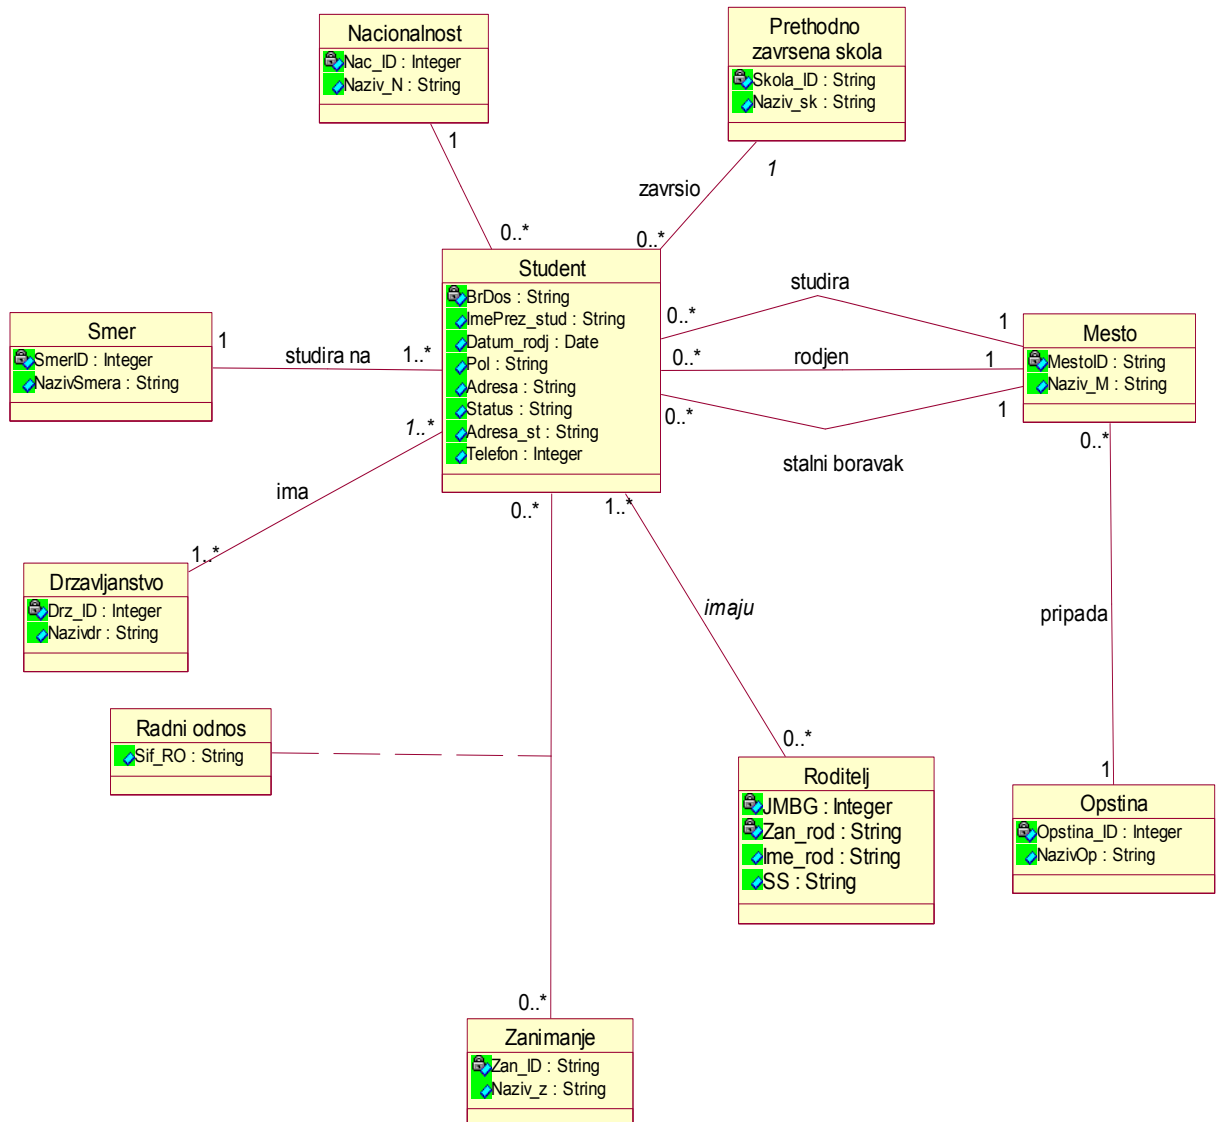 Nacionalnost
Nac_ID : Integer
Naziv_N : String
Prethodno
zavrsena skola
Skola_ID : String
Naziv_sk : String
1
1
zavrsio
0..*
0..*
Student
BrDos : String
ImePrez_stud : String
Datum_rodj : Date
Pol : String
Adresa : String
Status : String
Adresa_st : String
Telefon : Integer
Smer
SmerID : Integer
NazivSmera : String
1
studira na
1..*
studira
0..*
1
0..*
rodjen
1
0..*
1
stalni boravak
Mesto
MestoID : String
Naziv_M : String
0..*
1..*
ima
1..*
Drzavljanstvo
Drz_ID : Integer
Nazivdr : String
0..*
1..*
imaju
0..*
pripada
1
Radni odnos
Sif_RO : String
Roditelj
JMBG : Integer
Zan_rod : String
Ime_rod : String
SS : String
Opstina
Opstina_ID : Integer
NazivOp : String
0..*
Zanimanje
Zan_ID : String
Naziv_z : String